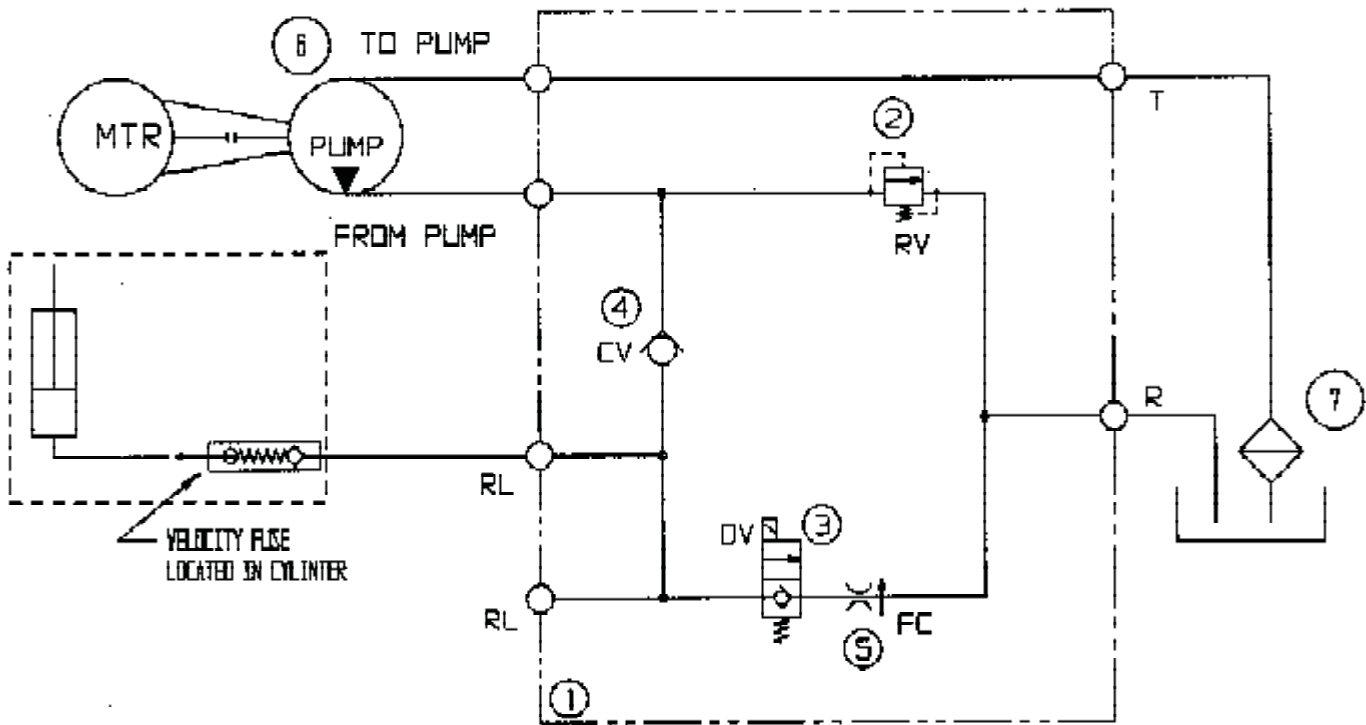 6 TO PUMP
MTR
PUMP
T
2
FROM PUMP
RV
4
CV
R
7
RL
VELOCITY FUSE
LOCATED IN CYLINTER
DV 3
RL
FC
5
1